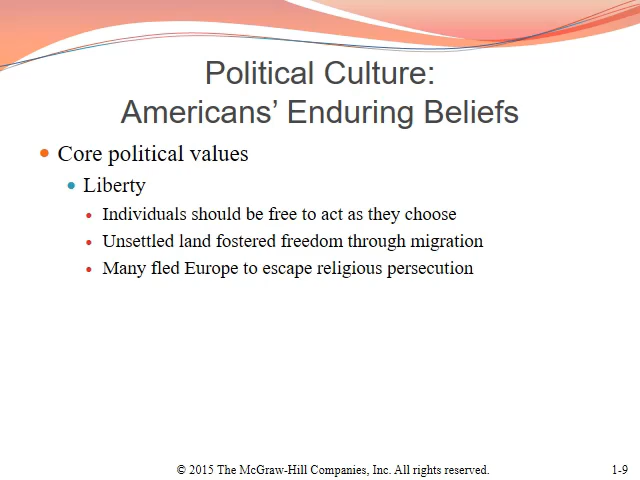 Political Culture:
Americans’ Enduring Beliefs
• Core political values
• Liberty
• Individuals should be free to act as they choose
• Unsettled land fostered freedom through migration
• Many fled Europe to escape religious persecution
© 2015 The McGraw-Hill Companies, Inc. All rights reserved.
1-9